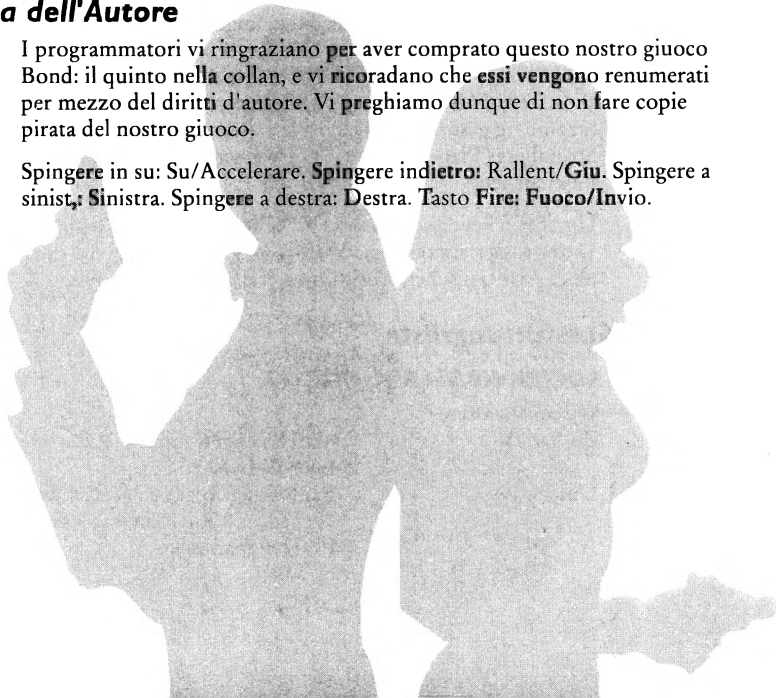 a dell'Autore
I programmatori vi ringraziano per aver comprato questo nostro giuoco
Bond: il quinto nella collan, e vi ricoradano che essi vengono renumerati
per mezzo del diritti d'autore. Vi preghiamo dunque di non fare copie
pirata del nostro giuoco.
Spingere in su: Su/Accelerare. Spingere indietro: Rallent/Giu. Spingere a
sinist,: Sinistra. Spingere a destra: Destra. Tasto Fire: Fuoco/Invio.